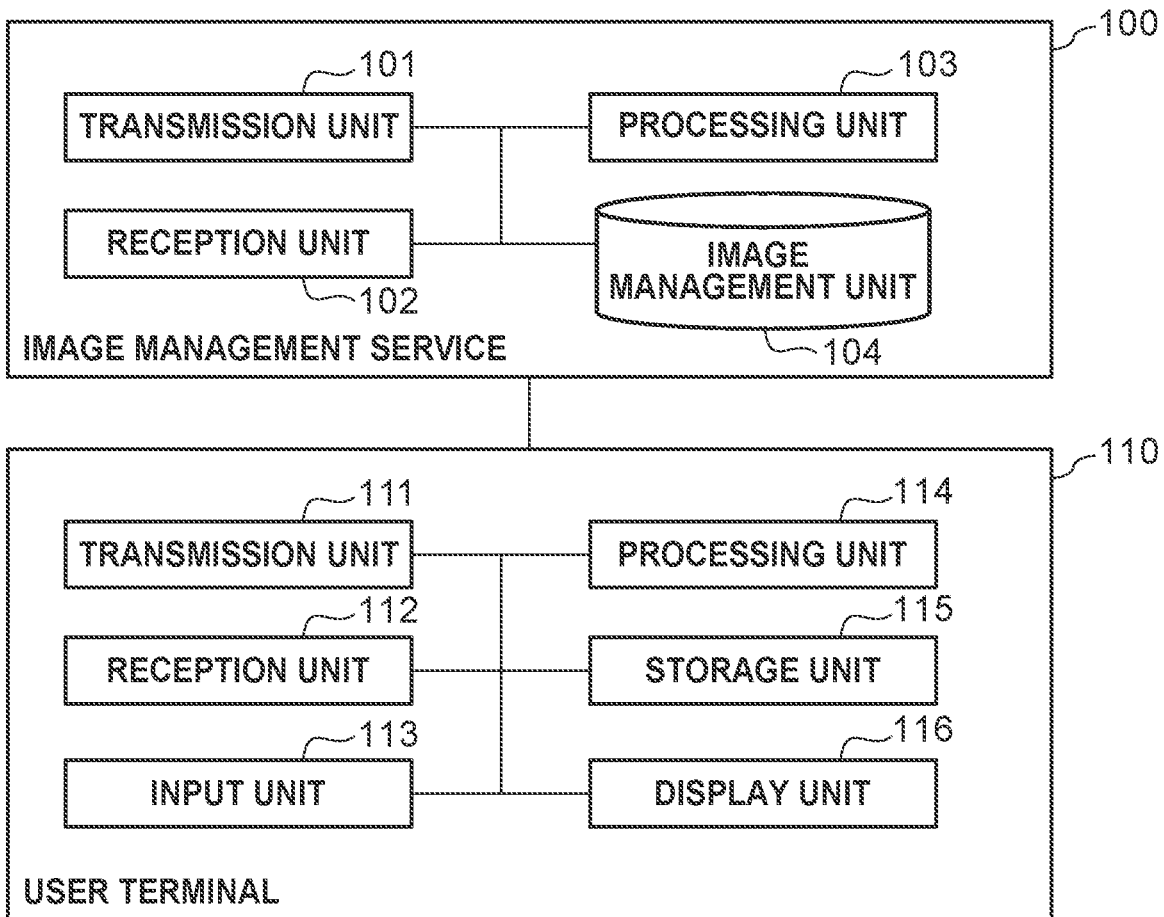 100
101
103
TRANSMISSION UNIT
PROCESSING UNIT
RECEPTION UNIT
IMAGE
MANAGEMENT UNIT
102
104
IMAGE MANAGEMENT SERVICE
110
111
114
TRANSMISSION UNIT
PROCESSING UNIT
112
115
RECEPTION UNIT
STORAGE UNIT
113
116
INPUT UNIT
DISPLAY UNIT
USER TERMINAL